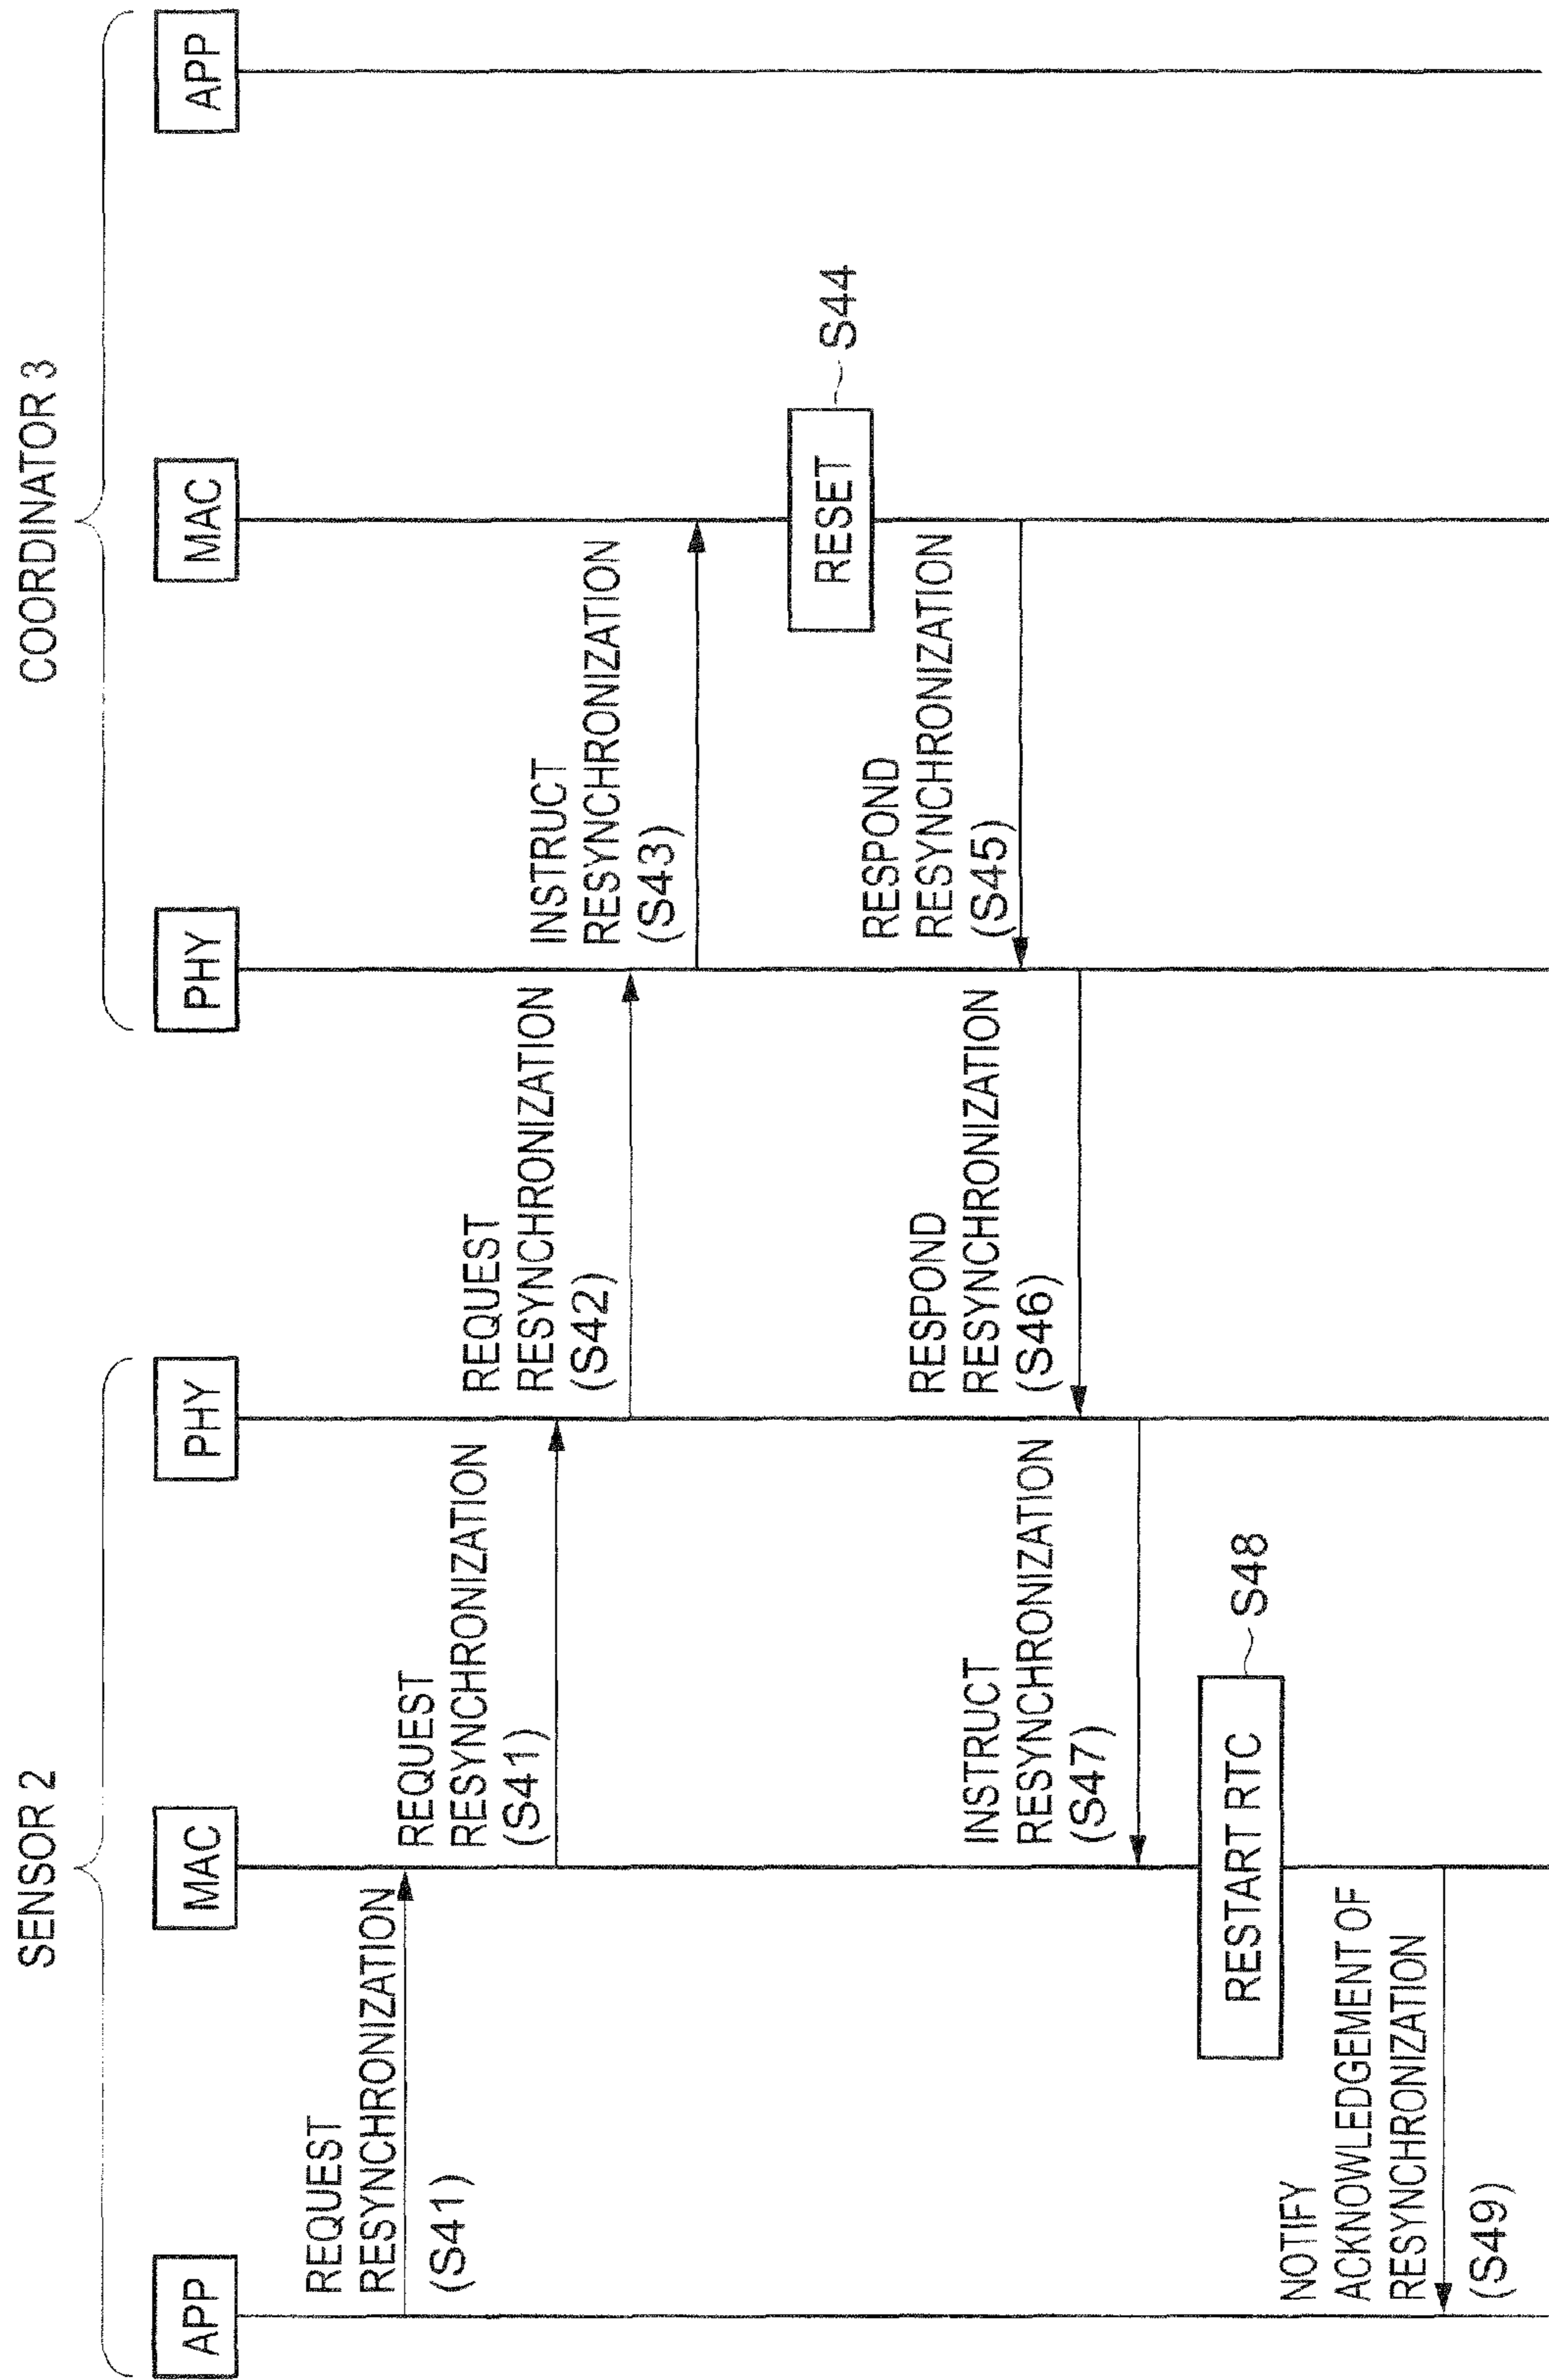 SENSOR 2
COORDINATOR 3
APP
MAC
PHY
PHY
MAC
APP
REQUEST
RESYNCHRONIZATION
(S41)
REQUEST
RESYNCHRONIZATION
(S41)
REQUEST
RESYNCHRONIZATION
(S42)
INSTRUCT
RESYNCHRONIZATION
(S43)
RESET
S44
RESPOND
RESYNCHRONIZATION
(S45)
RESPOND
RESYNCHRONIZATION
(S46)
INSTRUCT
RESYNCHRONIZATION
(S47)
RESTART RTC
S48
NOTIFY
ACKNOWLEDGEMENT OF
RESYNCHRONIZATION
(S49)